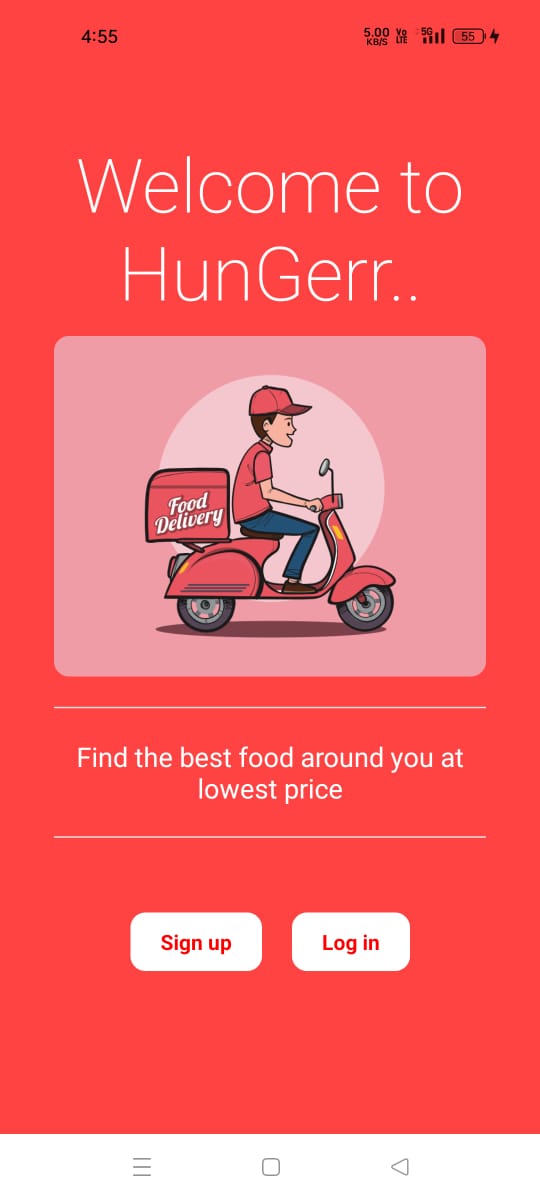 4:55
5.00 KB/S Vo LTE 5G 55
Welcome to
HunGerr..
Food
Delivery
Find the best food around you at
lowest price
Sign up Log in